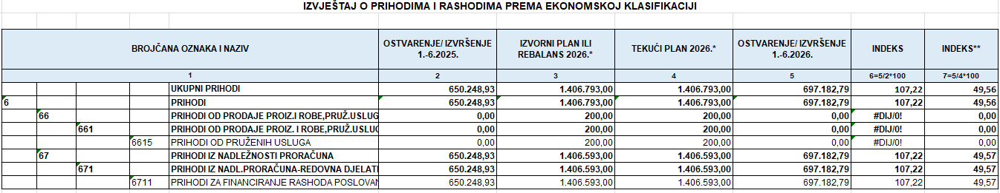 IZVJEŠTAJ O PRIHODIMA I RASHODIMA PREMA EKONOMSKOJ KLASIFIKACIJI
BROJČANA OZNAKA I NAZIV OSTVARENJE/ IZVRŠENJE 1.-6.2025. IZVORNI PLAN ILI REBALANS 2026.* TEKUĆI PLAN 2026.* OSTVARENJE/ IZVRŠENJE 1.-6.2026. INDEKS INDEKS**
1 2 3 4 5 6=5/2*100 7=5/4*100
UKUPNI PRIHODI 650.248,93 1.406.793,00 1.406.793,00 697.182,79 107,22 49,56
6 PRIHODI 650.248,93 1.406.793,00 1.406.793,00 697.182,79 107,22 49,56
66 PRIHODI OD PRODAJE PROIZ.I ROBE,PRUŽ.USLUG 0,00 200,00 200,00 0,00 #DIJ/0! 0,00
661 PRIHODI OD PRODAJE PROIZ. I ROBE,PRUŽ.USLUG 0,00 200,00 200,00 0,00 #DIJ/0! 0,00
6615 PRIHODI OD PRUŽENIH USLUGA 0,00 200,00 200,00 0,00 #DIJ/0! 0,00
67 PRIHODI IZ NADLEŽNOSTI PRORAČUNA 650.248,93 1.406.593,00 1.406.593,00 697.182,79 107,22 49,57
671 PRIHODI IZ NADL.PRORAČUNA-REDOVNA DJELATI 650.248,93 1.406.593,00 1.406.593,00 697.182,79 107,22 49,57
6711 PRIHODI ZA FINANCIRANJE RASHODA POSLOVAN 650.248,93 1.406.593,00 1.406.593,00 697.182,79 107,22 49,57